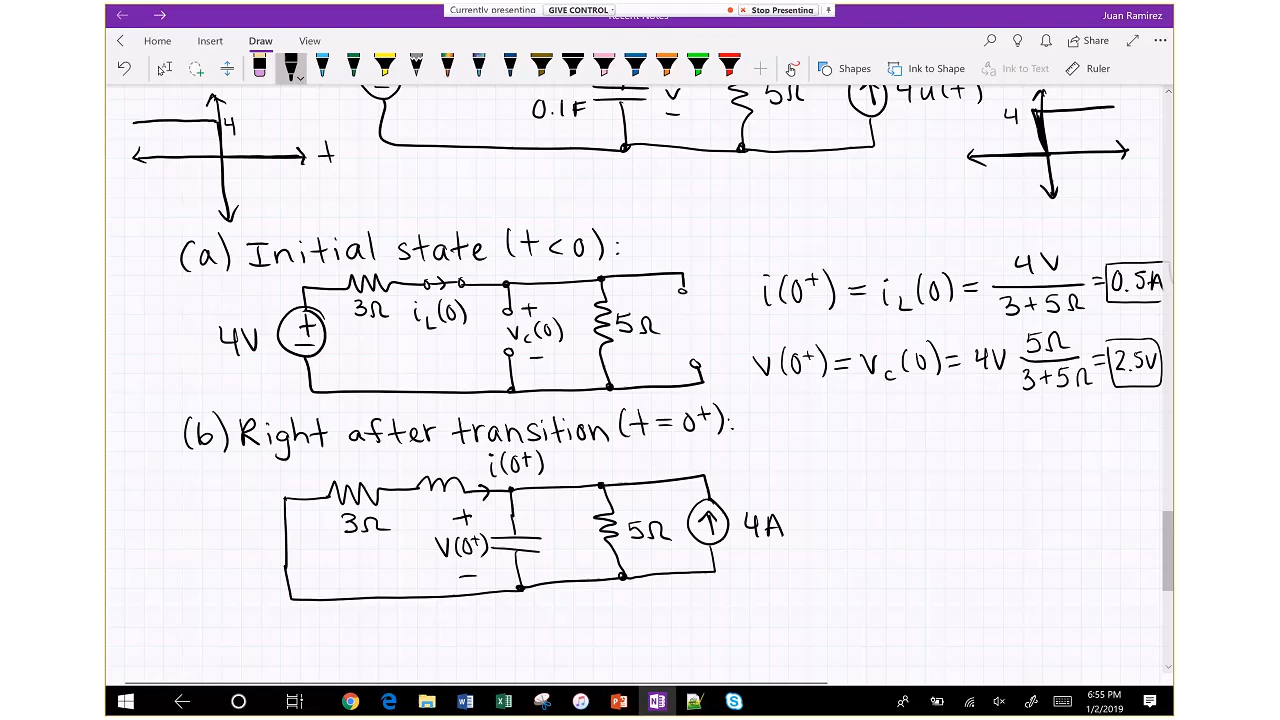 Currently presenting GIVE CONTROL Stop Presenting
Recent Notes
Juan Ramirez
Home Insert Draw View Share
Shapes Ink to Shape Ink to Text Ruler
0.1F V 5Ω 4u(t)
−
4 t
4
(a) Initial state (t<0):
3Ω iL(0) + vc(0) − 5Ω
4V + −
i(0+) = iL(0) = 4V / 3+5Ω = 0.5A
v(0+) = vc(0) = 4V 5Ω / 3+5Ω = 2.5V
(b) Right after transition (t = 0+):
i(0+)
3Ω + V(0+) − 5Ω 4A
6:55 PM
1/2/2019